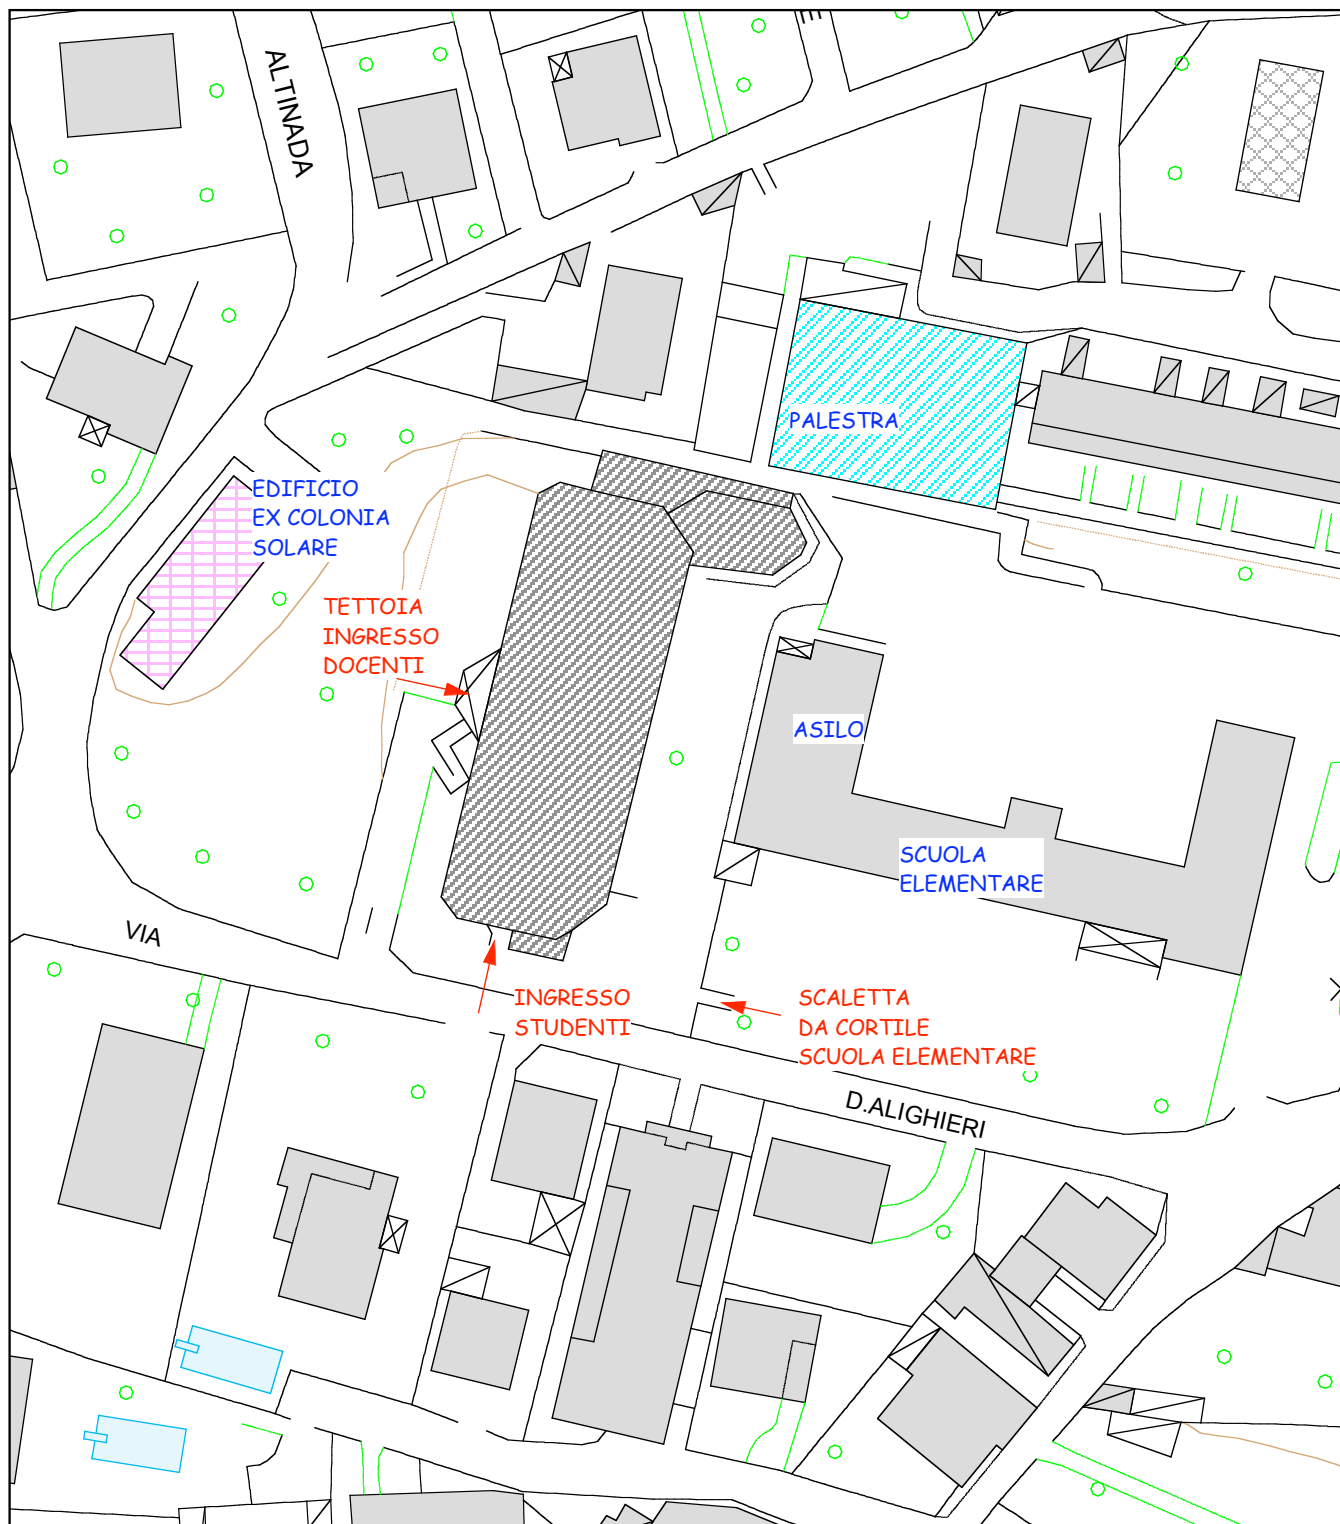 ALTINADA
E
PALESTRA
EDIFICIO
EX COLONIA
SOLARE
TETTOIA
INGRESSO
DOCENTI
ASILO
SCUOLA
ELEMENTARE
VIA
INGRESSO
STUDENTI
SCALETTA
DA CORTILE
SCUOLA ELEMENTARE
D.ALIGHIERI